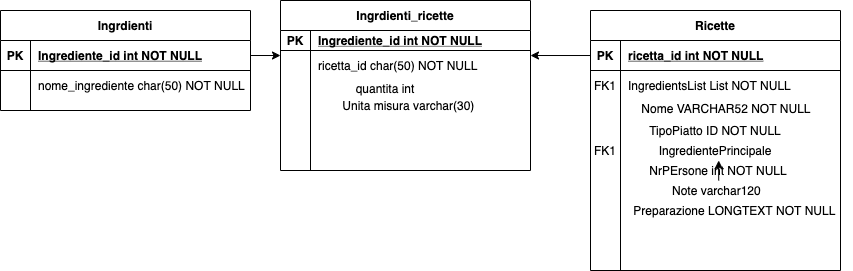 Ingrdienti
PK Ingrediente_id int NOT NULL
nome_ingrediente char(50) NOT NULL
Ingrdienti_ricette
PK Ingrediente_id int NOT NULL
ricetta_id char(50) NOT NULL
quantita int
Unita misura varchar(30)
Ricette
PK ricetta_id int NOT NULL
FK1 IngredientsList List NOT NULL
Nome VARCHAR52 NOT NULL
TipoPiatto ID NOT NULL
FK1 IngredientePrincipale
NrPErsone int NOT NULL
Note varchar120
Preparazione LONGTEXT NOT NULL